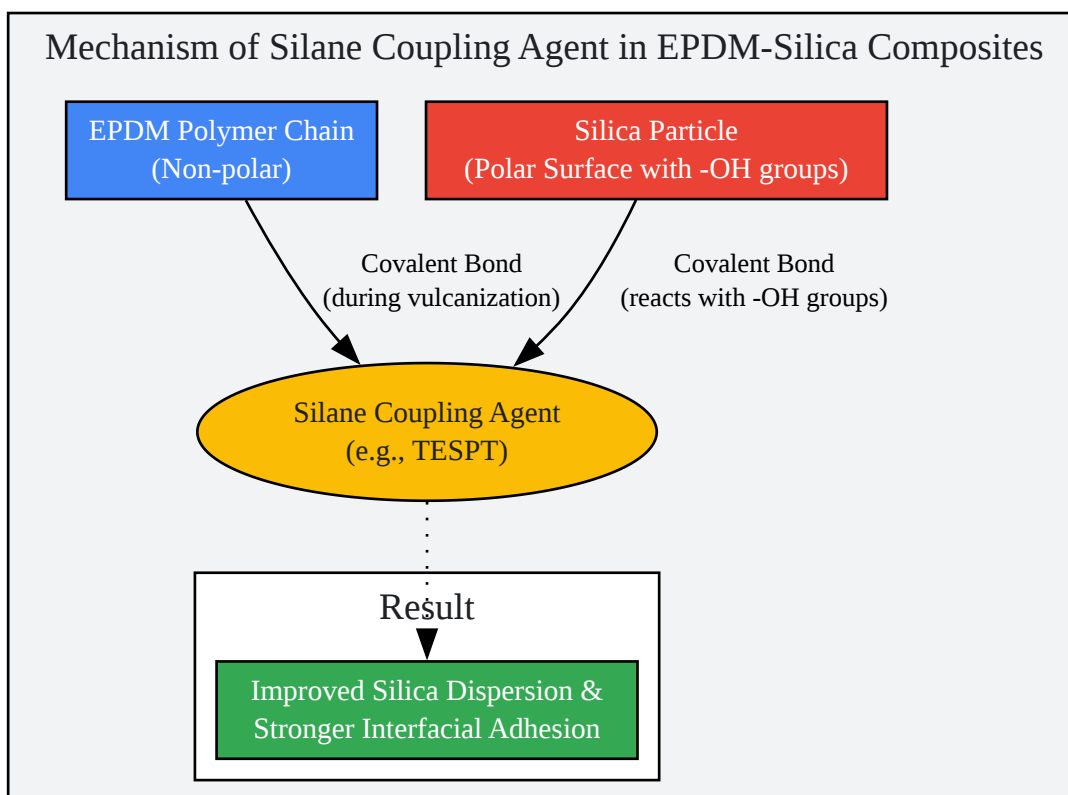 Mechanism of Silane Coupling Agent in EPDM-Silica Composites
EPDM Polymer Chain
(Non-polar)
Silica Particle
(Polar Surface with -OH groups)
Covalent Bond
(during vulcanization)
Covalent Bond
(reacts with -OH groups)
Silane Coupling Agent
(e.g., TESPT)
Result
Improved Silica Dispersion &
Stronger Interfacial Adhesion